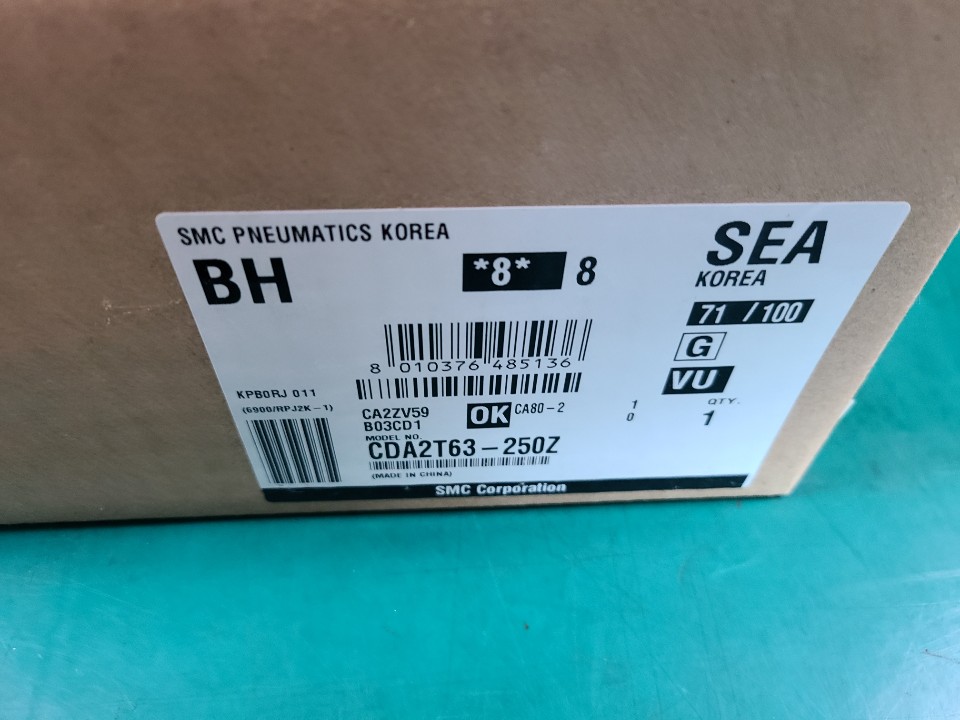 SMC PNEUMATICS KOREA
SEA
BH
*8* 8
KOREA
71 / 100
G
8 010376 485136
VU
KPB0RJ 011
(6900/RPJ2K-1)
CA2ZV59
B03CD1
OK
CA80-2
1
0
QTY.
1
MODEL NO.
CDA2T63-250Z
(MADE IN CHINA)
SMC Corporation